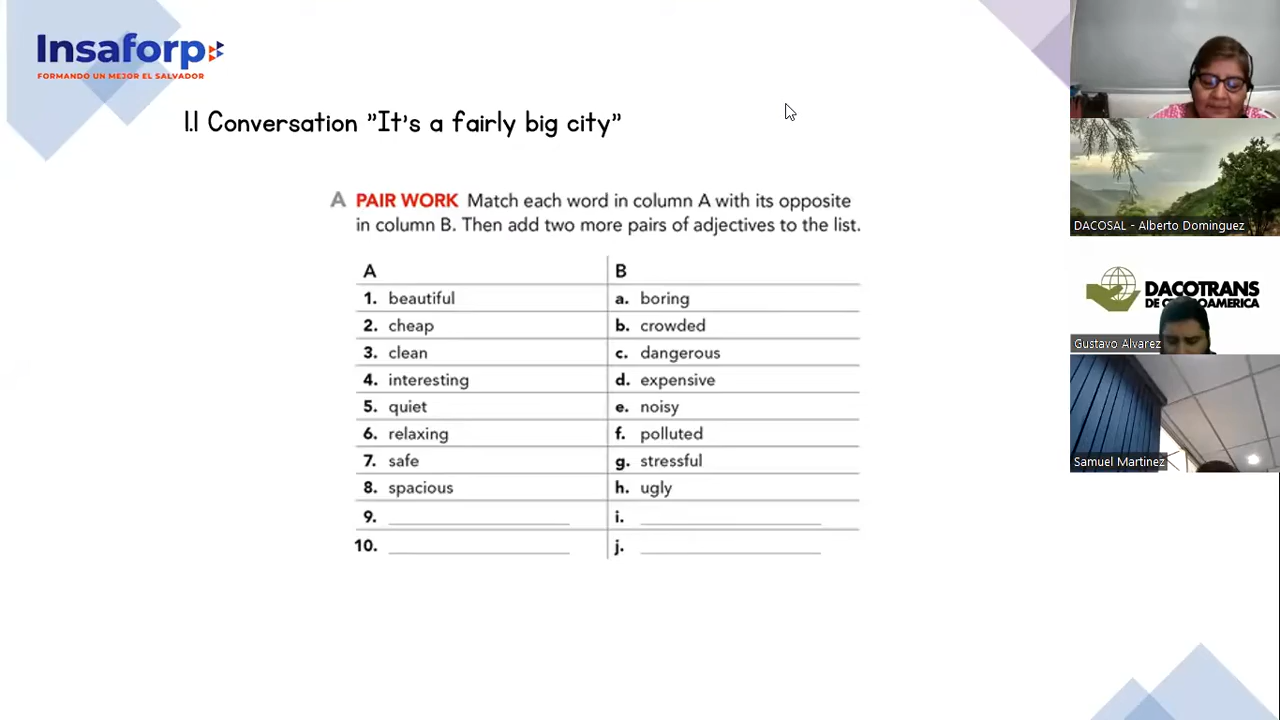 Insaforp
FORMANDO UN MEJOR EL SALVADOR
1.1 Conversation "It's a fairly big city"
A PAIR WORK Match each word in column A with its opposite
in column B. Then add two more pairs of adjectives to the list.
A B
1. beautiful a. boring
2. cheap b. crowded
3. clean c. dangerous
4. interesting d. expensive
5. quiet e. noisy
6. relaxing f. polluted
7. safe g. stressful
8. spacious h. ugly
9. i.
10. j.
DACOSAL - Alberto Dominguez
DACOTRANS
Gustavo Alvarez
Samuel Martinez